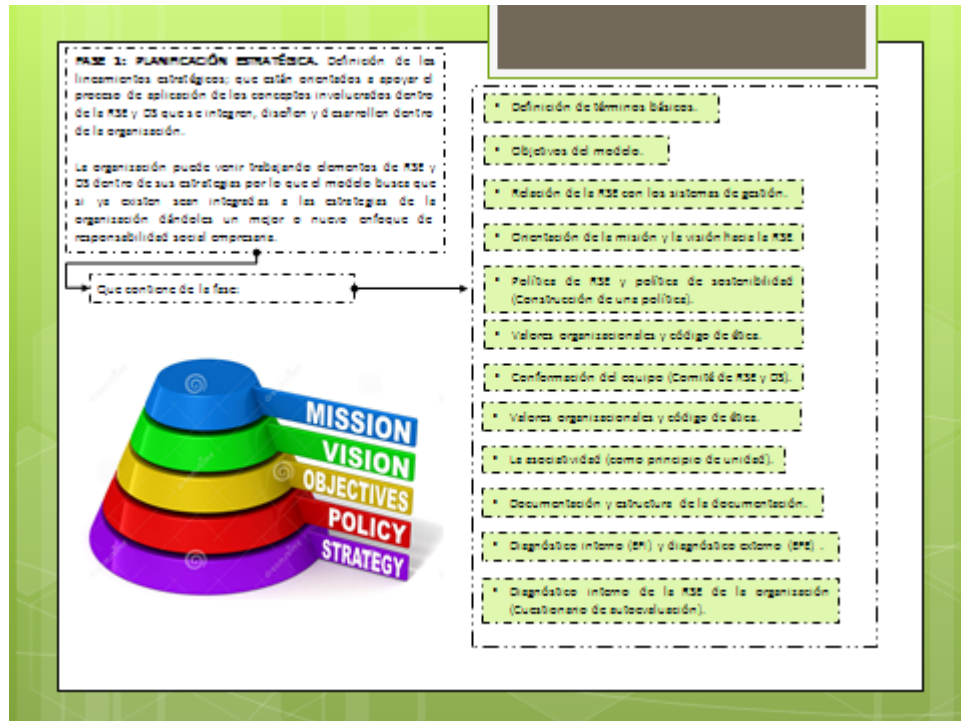 FASE 1: PLANIFICACIÓN ESTRATÉGICA. Definición de los
lineamientos estratégicos; que están orientados a apoyar el
proceso de aplicación de los conceptos involucrados dentro
de la RSE y DS que se integren, diseñen y desarrollen dentro
de la organización.
La organización puede venir trabajando elementos de RSE y
DS dentro de sus estrategias por lo que el modelo busca que
si ya existen sean integradas a las estrategias de la
organización dándoles un mejor o nuevo enfoque de
responsabilidad social empresaria.
Que contiene de la fase:
MISSION
VISION
OBJECTIVES
POLICY
STRATEGY
• Definición de términos básicos.
• Objetivos del modelo.
• Relación de la RSE con los sistemas de gestión.
• Orientación de la misión y la visión hacia la RSE
• Política de RSE y política de sostenibilidad
(Construcción de una política).
• Valores organizacionales y código de ética.
• Conformación del equipo (Comité de RSE y DS).
• Valores organizacionales y código de ética.
• La asociatividad (como principio de unidad).
• Documentación y estructura de la documentación.
• Diagnóstico interno (EFI) y diagnóstico externo (EFE) .
• Diagnóstico interno de la RSE de la organización
(Cuestionario de autoevaluación).